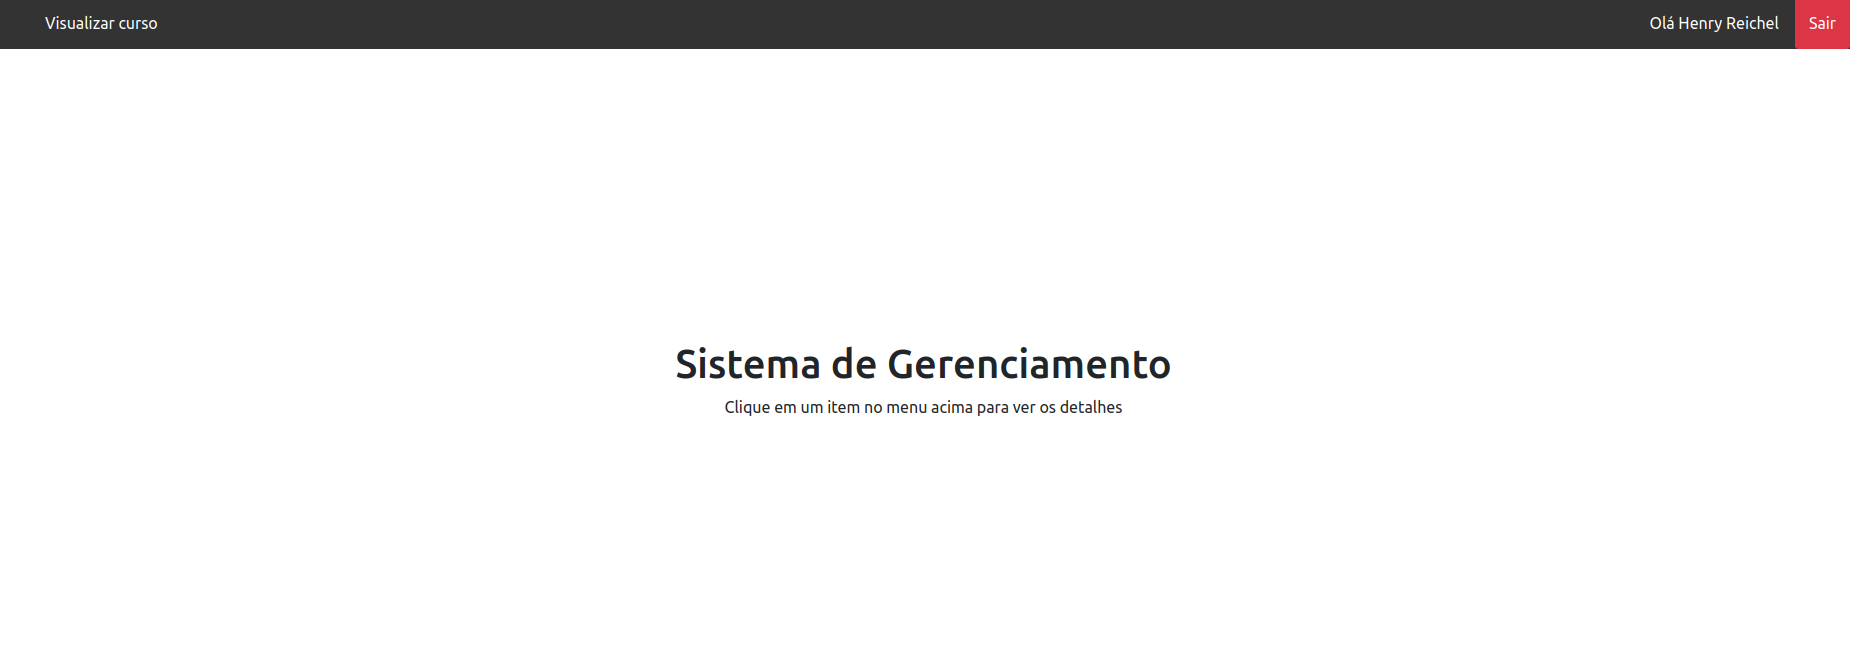 Visualizar curso
Olá Henry Reichel
Sair
Sistema de Gerenciamento
Clique em um item no menu acima para ver os detalhes